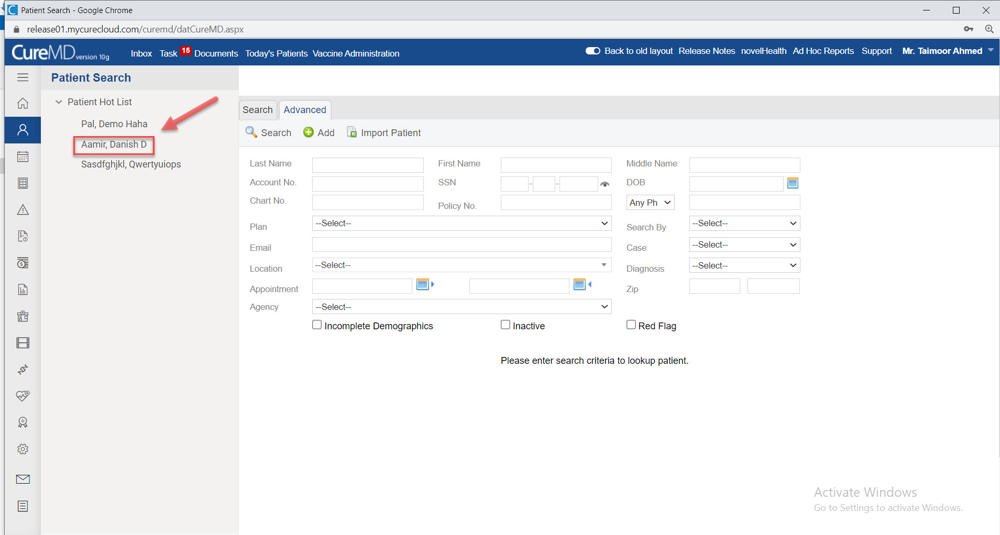 Patient Search - Google Chrome
release01.mycurecloud.com/curemd/datCureMD.aspx
CureMD version 10g
Inbox Task 15 Documents Today's Patients Vaccine Administration
Back to old layout Release Notes novelHealth Ad Hoc Reports Support Mr. Taimoor Ahmed
Patient Search
Patient Hot List
Pal, Demo Haha
Aamir, Danish D
Sasdfghjkl, Qwertyuiops
Search Advanced
Search Add Import Patient
Last Name First Name Middle Name
Account No. SSN - - DOB
Chart No. Policy No. Any Ph
Plan --Select-- Search By --Select--
Email Case --Select--
Location --Select-- Diagnosis --Select--
Appointment Zip
Agency --Select--
Incomplete Demographics Inactive Red Flag
Please enter search criteria to lookup patient.
Activate Windows
Go to Settings to activate Windows.